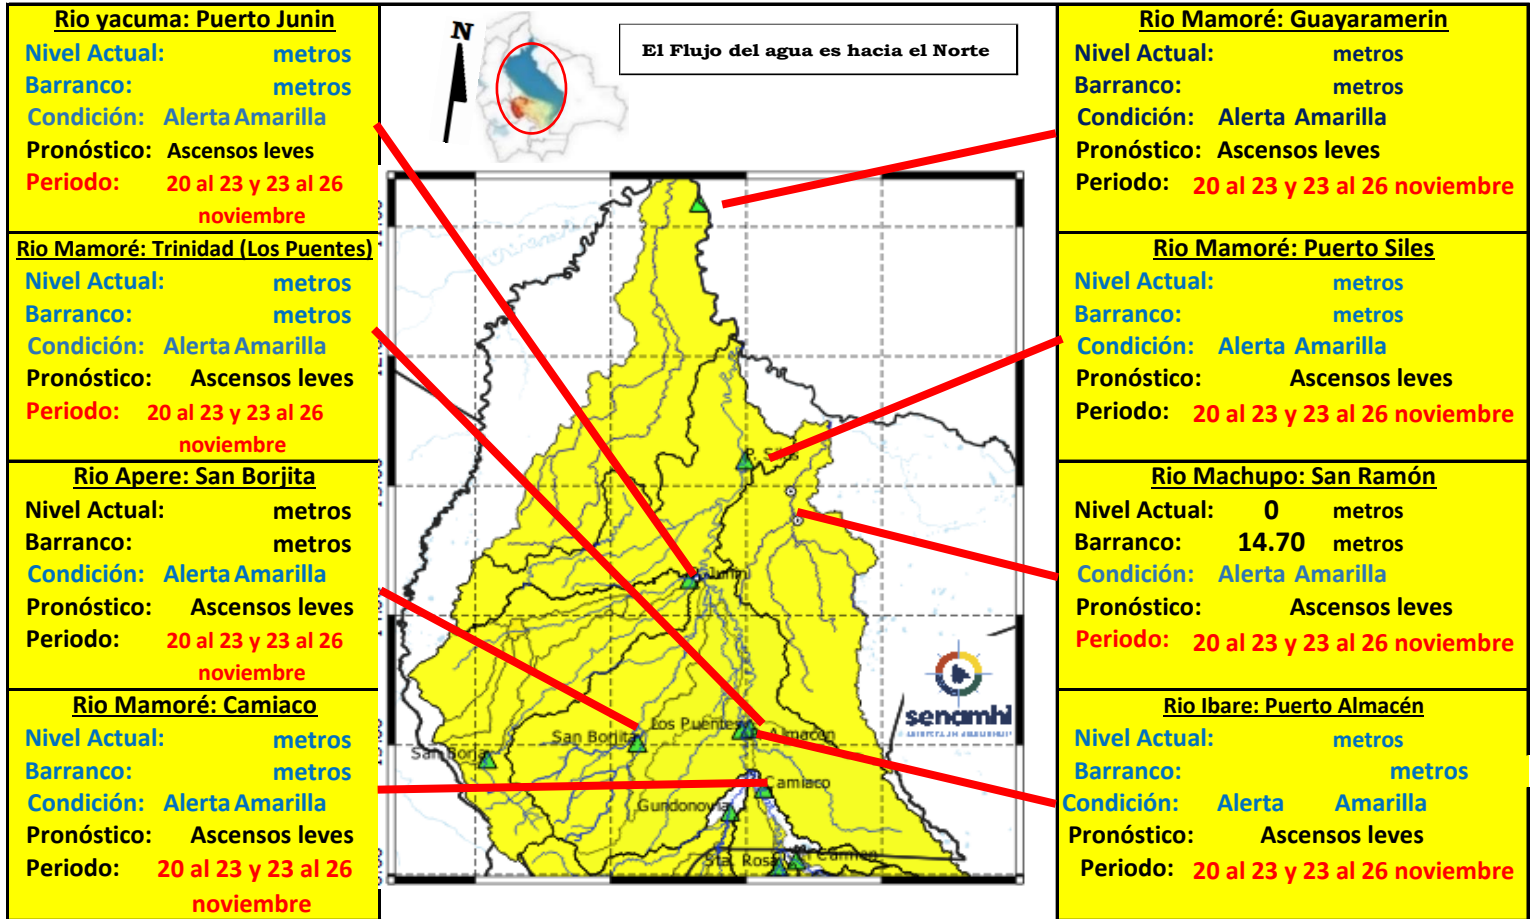 Rio yacuma: Puerto Junin
Nivel Actual: metros
Barranco: metros
Condición: Alerta Amarilla
Pronóstico: Ascensos leves
Periodo: 20 al 23 y 23 al 26
noviembre
Rio Mamoré: Trinidad (Los Puentes)
Nivel Actual: metros
Barranco: metros
Condición: Alerta Amarilla
Pronóstico: Ascensos leves
Periodo: 20 al 23 y 23 al 26
noviembre
Rio Apere: San Borjita
Nivel Actual: metros
Barranco: metros
Condición: Alerta Amarilla
Pronóstico: Ascensos leves
Periodo: 20 al 23 y 23 al 26
noviembre
Rio Mamoré: Camiaco
Nivel Actual: metros
Barranco: metros
Condición: Alerta Amarilla
Pronóstico: Ascensos leves
Periodo: 20 al 23 y 23 al 26
noviembre
N
El Flujo del agua es hacia el Norte
P. Siles
Junin
Los Puentes
P. Almacen
San Borjita
San Borja
Camiaco
Gundonovia
Sta. Rosa
Carmen
senamhi
Rio Mamoré: Guayaramerin
Nivel Actual: metros
Barranco: metros
Condición: Alerta Amarilla
Pronóstico: Ascensos leves
Periodo: 20 al 23 y 23 al 26 noviembre
Rio Mamoré: Puerto Siles
Nivel Actual: metros
Barranco: metros
Condición: Alerta Amarilla
Pronóstico: Ascensos leves
Periodo: 20 al 23 y 23 al 26 noviembre
Rio Machupo: San Ramón
Nivel Actual: 0 metros
Barranco: 14.70 metros
Condición: Alerta Amarilla
Pronóstico: Ascensos leves
Periodo: 20 al 23 y 23 al 26 noviembre
Rio Ibare: Puerto Almacén
Nivel Actual: metros
Barranco: metros
Condición: Alerta Amarilla
Pronóstico: Ascensos leves
Periodo: 20 al 23 y 23 al 26 noviembre